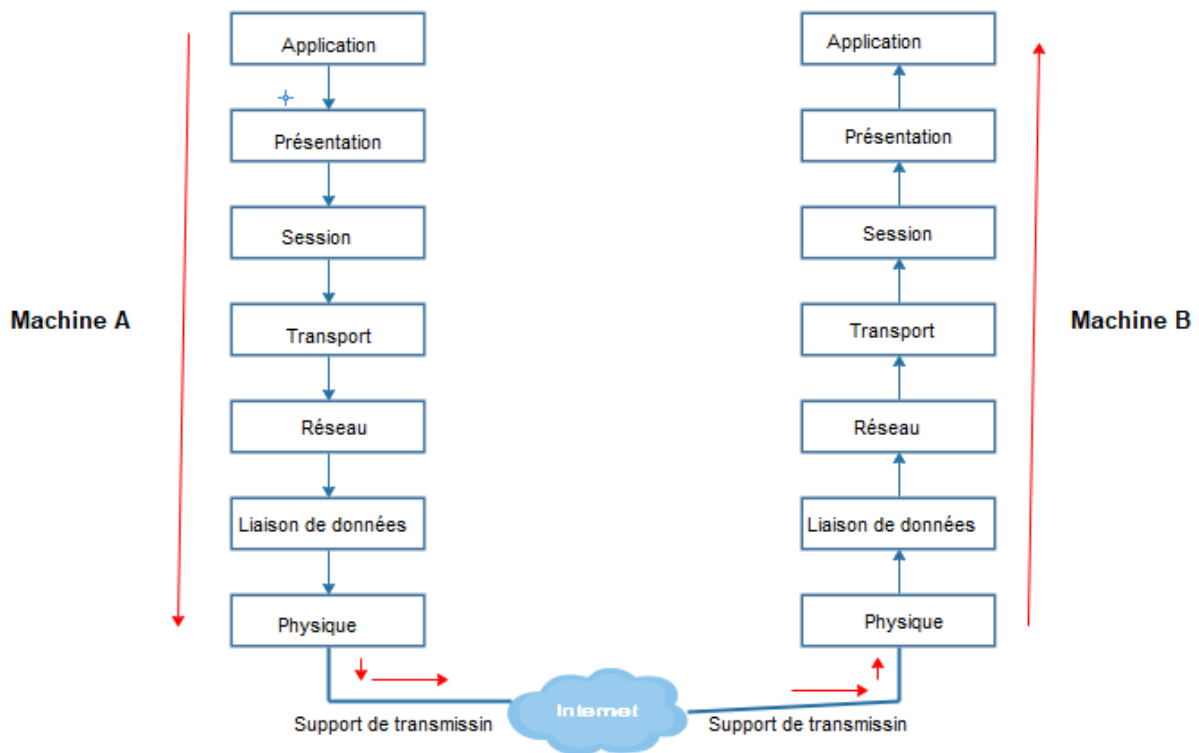 Application
Application
Présentation
Présentation
Session
Session
Machine A
Transport
Transport
Machine B
Réseau
Réseau
Liaison de données
Liaison de données
Physique
Physique
Internet
Support de transmissin
Support de transmissin